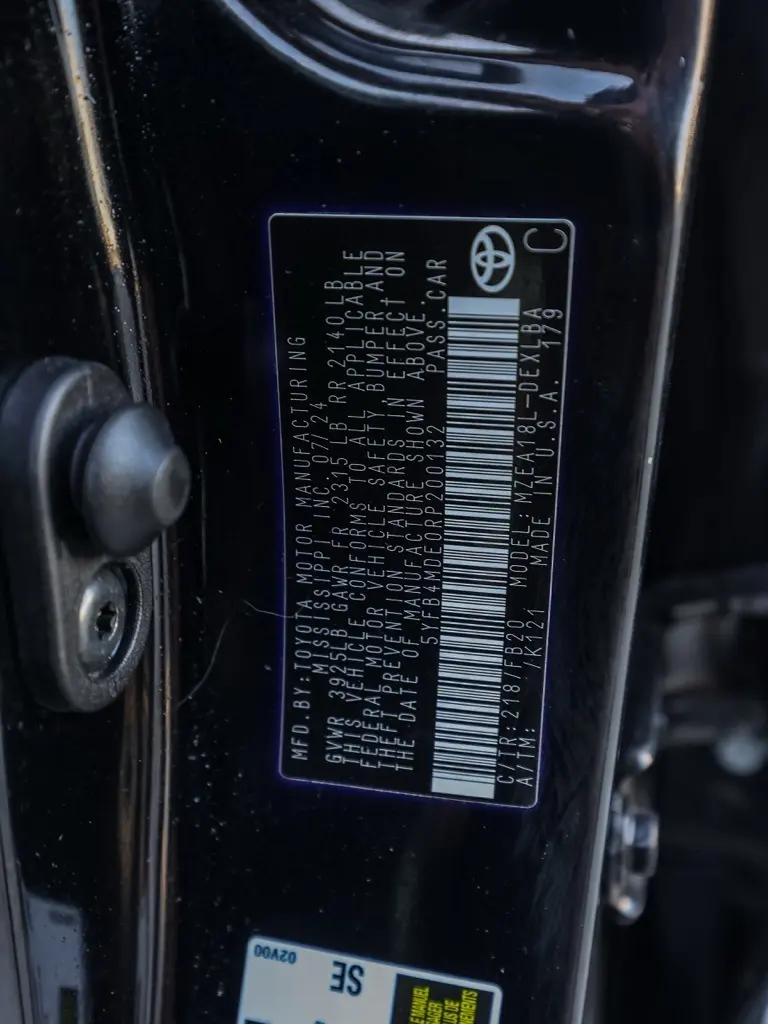 MFD.BY:TOYOTA MOTOR MANUFACTURING
MISSISSIPPI INC. 07/24
GVWR 3925LB GAWR FR 2315 LB RR 2140 LB
THIS VEHICLE CONFORMS TO ALL APPLICABLE
FEDERAL MOTOR VEHICLE SAFETY, BUMPER AND
THEFT PREVENTION STANDARDS IN EFFECT ON
THE DATE OF MANUFACTURE SHOWN ABOVE.
5YFB4MDE0RP200132 PASS.CAR
C/TR:218/FB20 MODEL:MZEA18L-DEXLBA
A/TM: /K121 MADE IN U.S.A. 179
C
02V00
SE